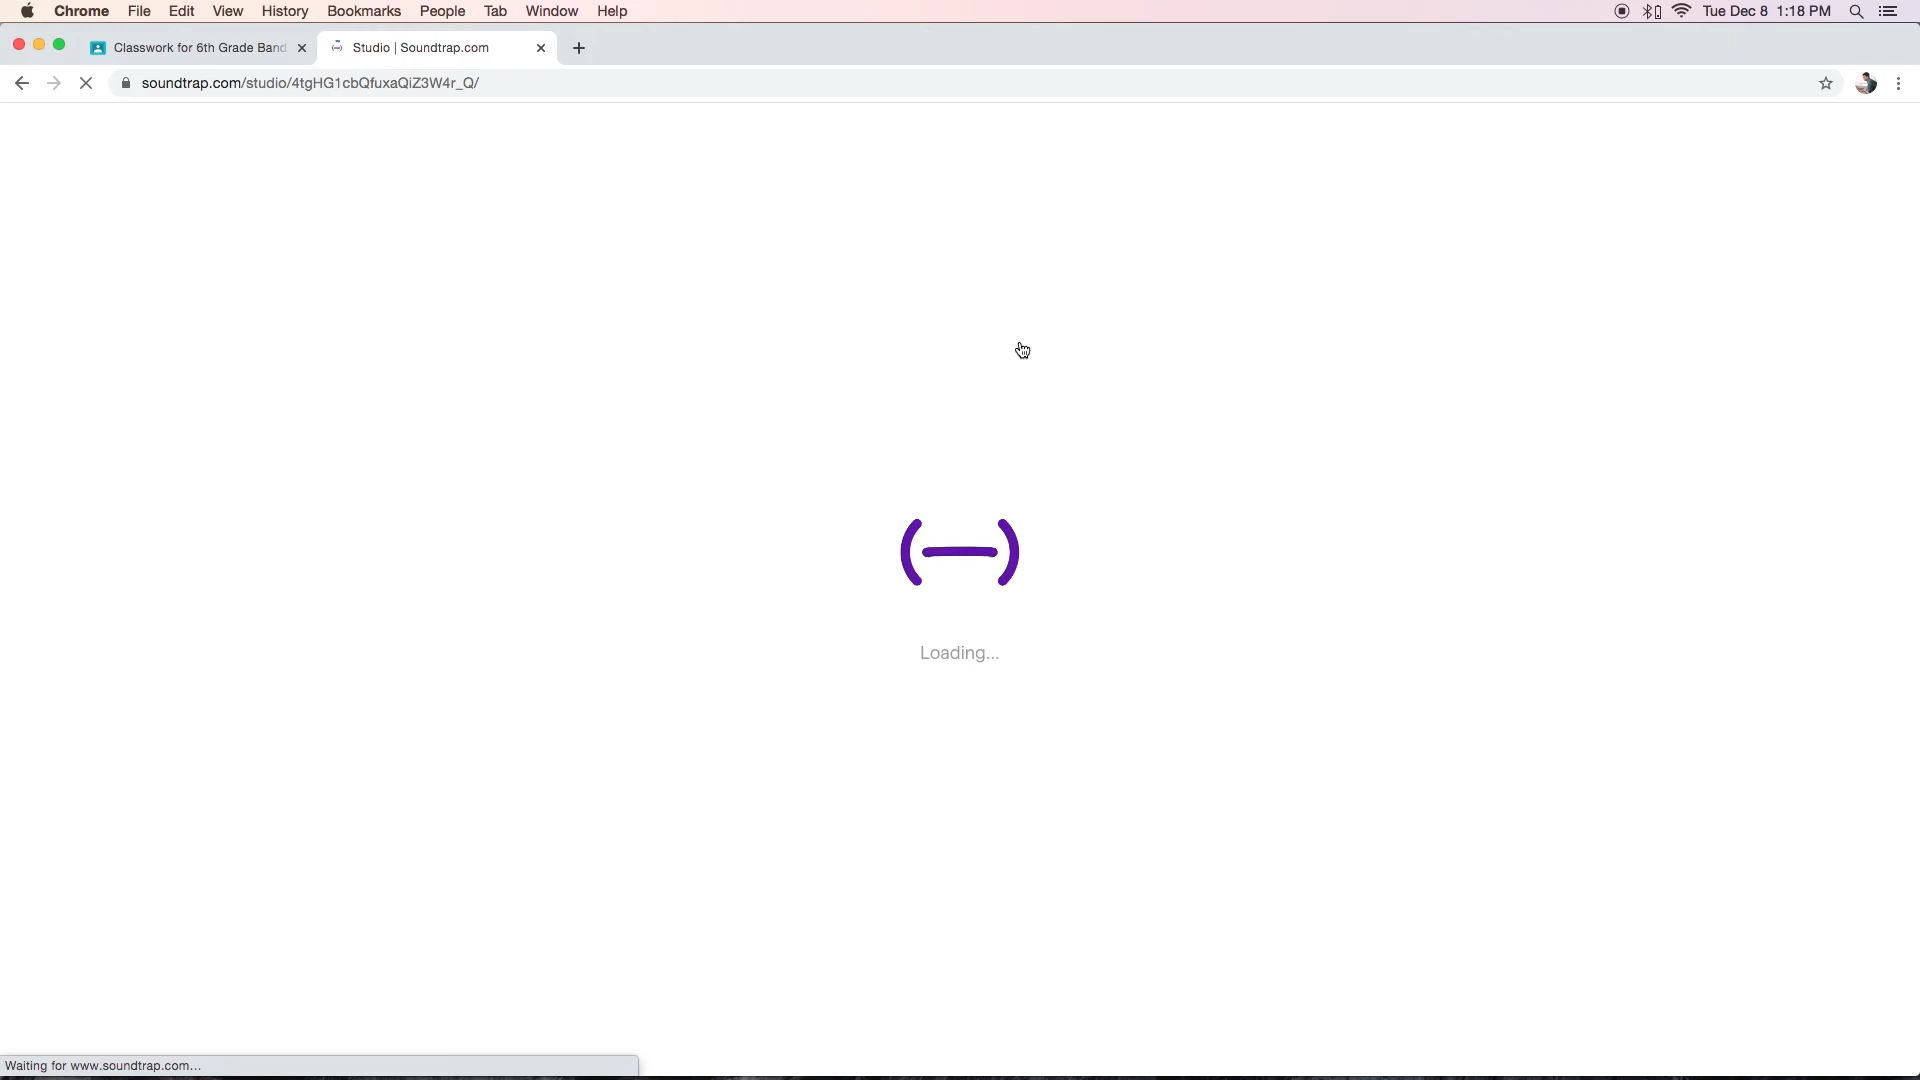 Chrome File Edit View History Bookmarks People Tab Window Help Tue Dec 8 1:18 PM
Classwork for 6th Grade Band Studio | Soundtrap.com
soundtrap.com/studio/4tgHG1cbQfuxaQiZ3W4r_Q/
Loading...
Waiting for www.soundtrap.com...